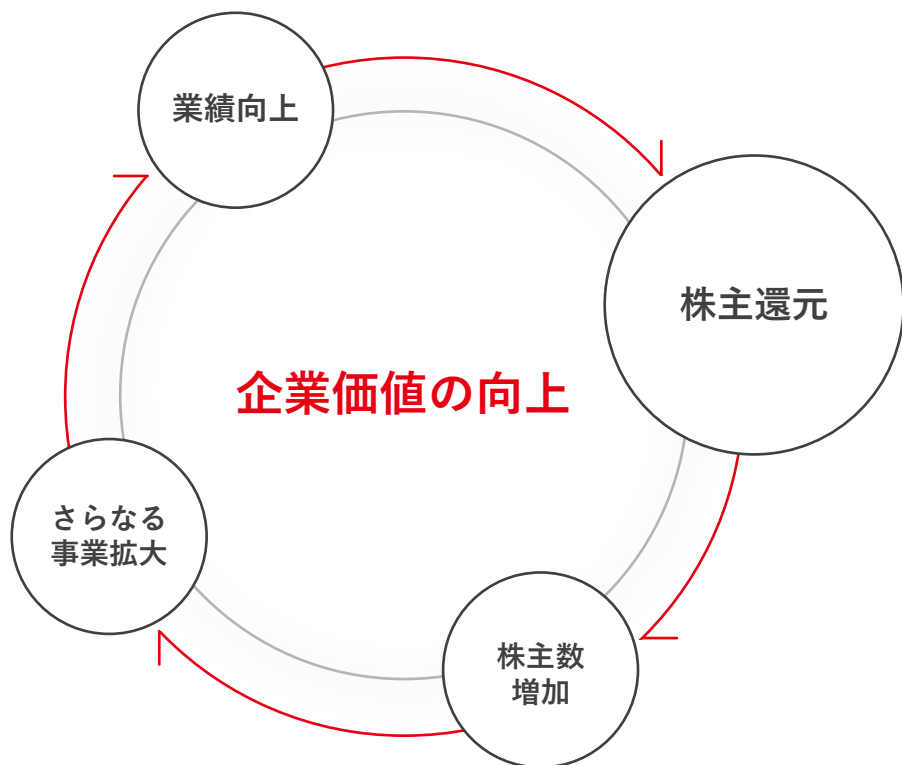 業績向上
株主還元
企業価値の向上
さらなる
事業拡大
株主数
増加